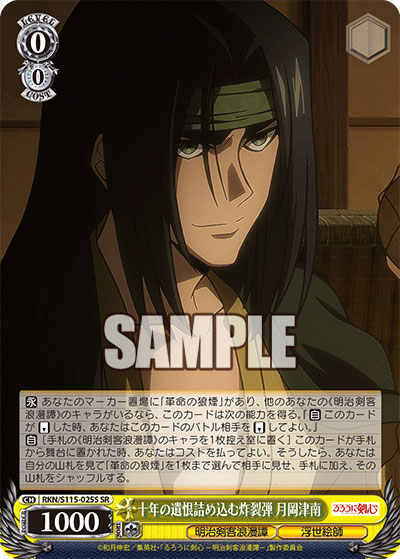 LEVEL
0
0
COST
SAMPLE
永 あなたのマーカー置場に「革命の狼煙」があり、他のあなたの《明治剣客
浪漫譚》のキャラがいるなら、このカードは次の能力を得る。『自 このカード
が した時、あなたはこのカードのバトル相手を してよい。』
自 [手札の《明治剣客浪漫譚》のキャラを1枚控え室に置く] このカードが手札
から舞台に置かれた時、あなたはコストを払ってよい。そうしたら、あなたは
自分の山札を見て「革命の狼煙」を1枚まで選んで相手に見せ、手札に加え、
その山札をシャッフルする。
CH RKN/S115-025S SR
十年の遺恨詰め込む炸裂弾 月岡津南
るろうに剣心
POWER
1000
明治剣客浪漫譚
浮世絵師
©和月伸宏/集英社・「るろうに剣心 -明治剣客浪漫譚-」製作委員会